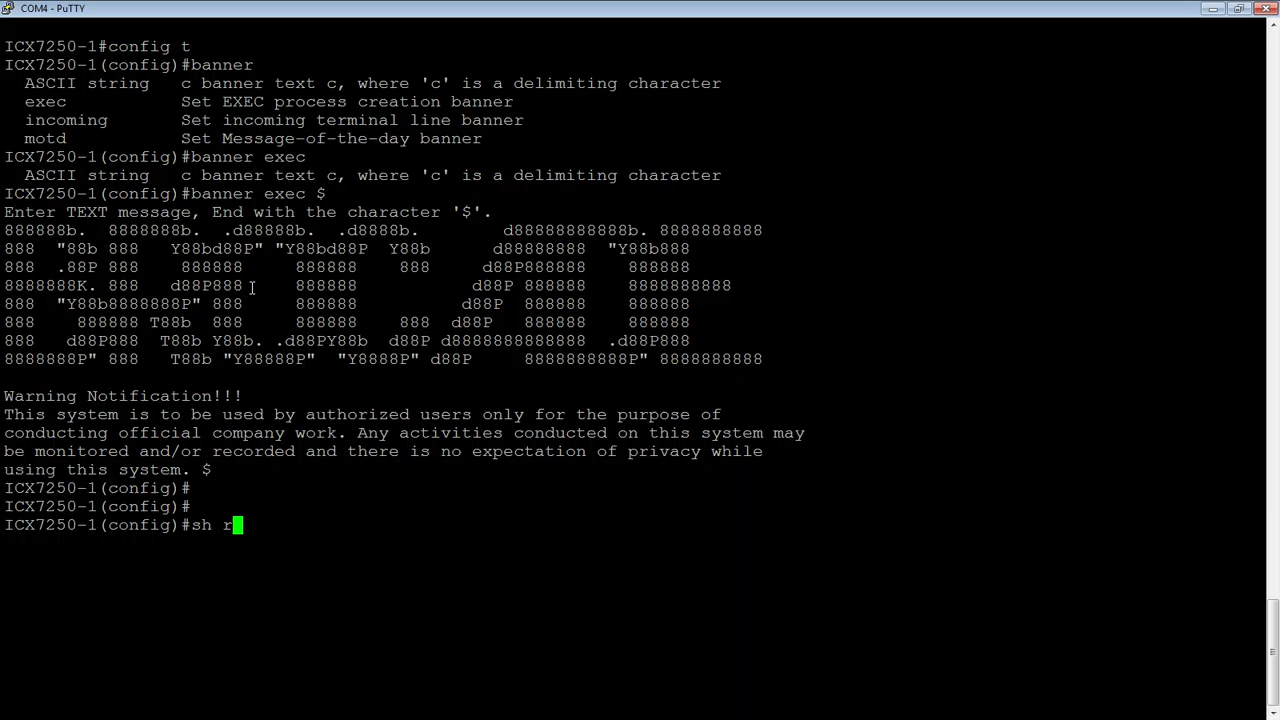 COM4 - PuTTY
ICX7250-1#config t
ICX7250-1(config)#banner
  ASCII string   c banner text c, where 'c' is a delimiting character
  exec           Set EXEC process creation banner
  incoming       Set incoming terminal line banner
  motd           Set Message-of-the-day banner
ICX7250-1(config)#banner exec
  ASCII string   c banner text c, where 'c' is a delimiting character
ICX7250-1(config)#banner exec $
Enter TEXT message, End with the character '$'.
888888b.  8888888b.  .d88888b.  .d8888b.        d88888888888b. 8888888888
888  "88b 888   Y88bd88P" "Y88bd88P  Y88b      d88888888  "Y88b888
888  .88P 888    888888     888888    888     d88P888888    888888
8888888K. 888   d88P888     888888           d88P 888888    8888888888
888  "Y88b8888888P" 888     888888          d88P  888888    888888
888    888888 T88b  888     888888    888  d88P   888888    888888
888   d88P888  T88b Y88b. .d88PY88b  d88P d8888888888888  .d88P888
8888888P" 888   T88b "Y88888P"  "Y8888P" d88P     8888888888P" 8888888888
Warning Notification!!!
This system is to be used by authorized users only for the purpose of
conducting official company work. Any activities conducted on this system may
be monitored and/or recorded and there is no expectation of privacy while
using this system. $
ICX7250-1(config)#
ICX7250-1(config)#
ICX7250-1(config)#sh r